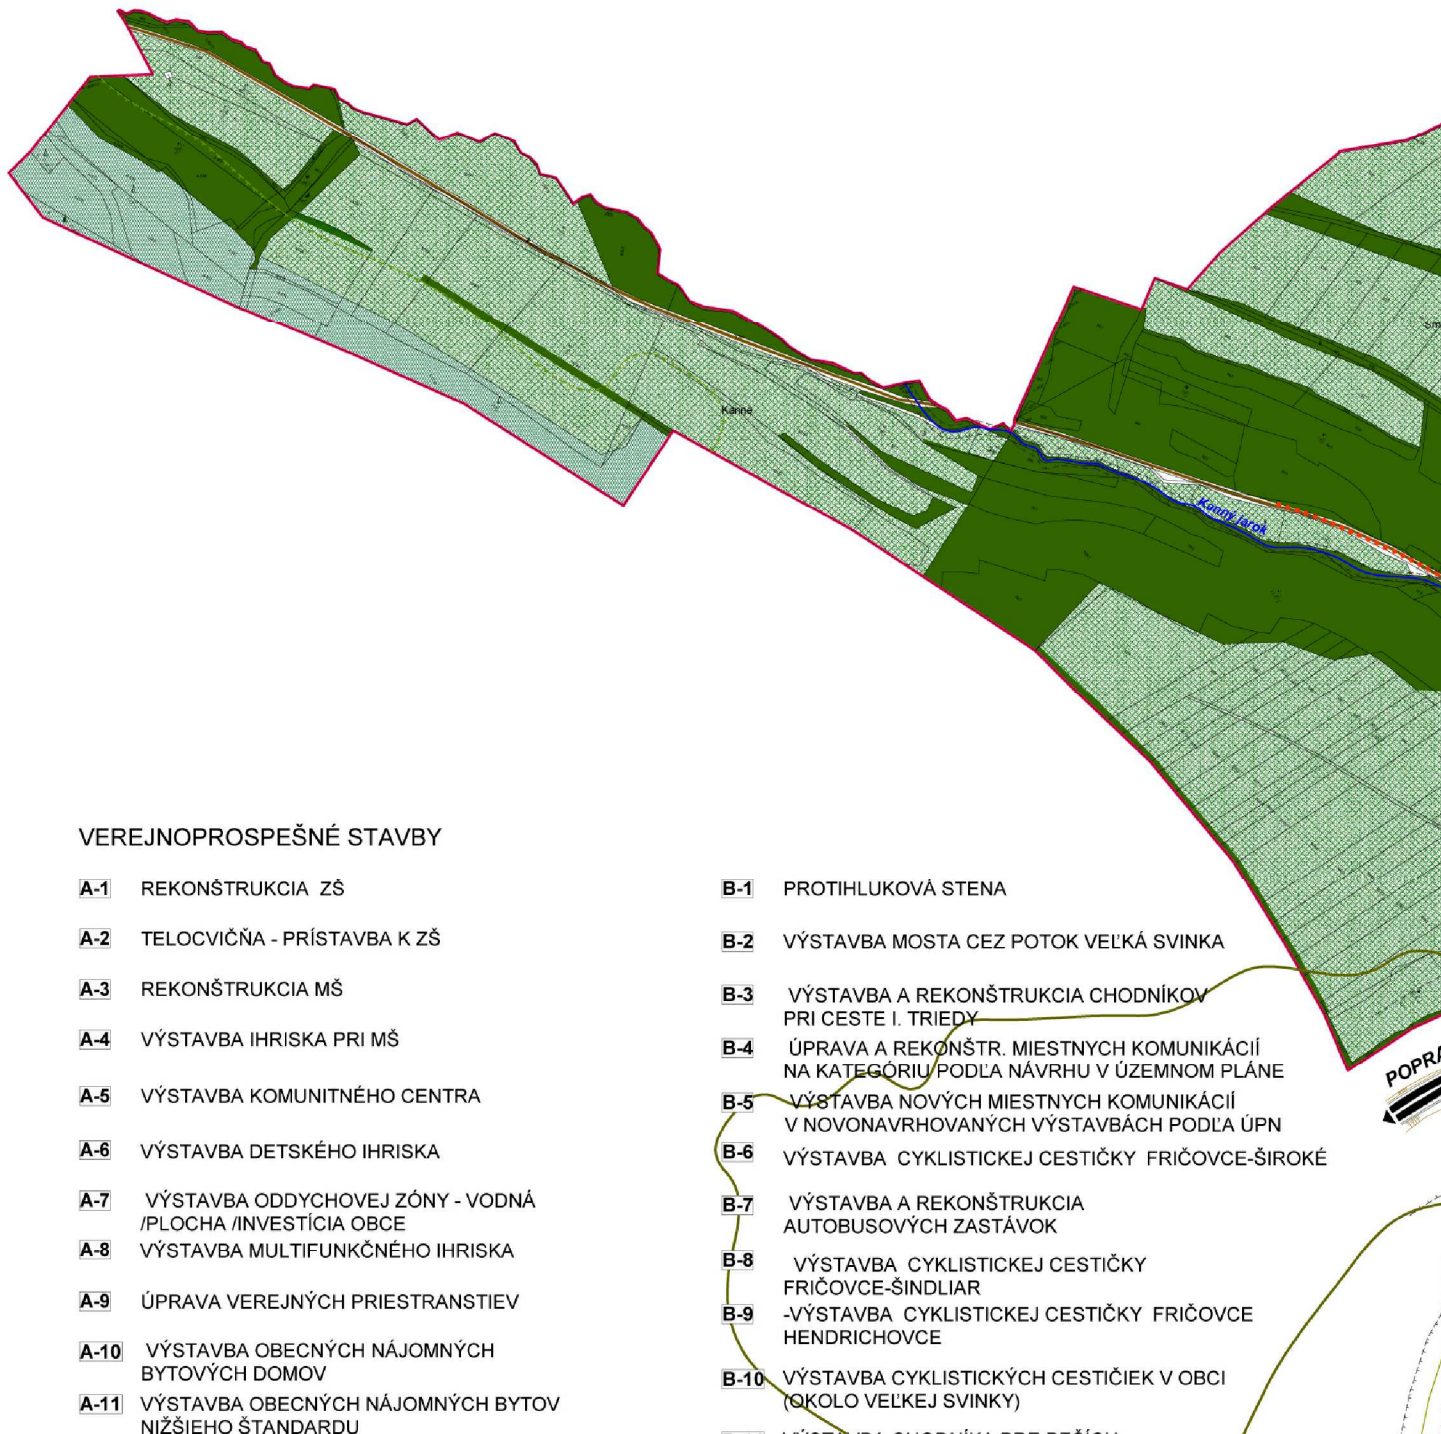 Kanné
Kanný jarok
VEREJNOPROSPEŠNÉ STAVBY
A-1 REKONŠTRUKCIA ZŠ
A-2 TELOCVIČŇA - PRÍSTAVBA K ZŠ
A-3 REKONŠTRUKCIA MŠ
A-4 VÝSTAVBA IHRISKA PRI MŠ
A-5 VÝSTAVBA KOMUNITNÉHO CENTRA
A-6 VÝSTAVBA DETSKÉHO IHRISKA
A-7 VÝSTAVBA ODDYCHOVEJ ZÓNY - VODNÁ
/PLOCHA /INVESTÍCIA OBCE
A-8 VÝSTAVBA MULTIFUNKČNÉHO IHRISKA
A-9 ÚPRAVA VEREJNÝCH PRIESTRANSTIEV
A-10 VÝSTAVBA OBECNÝCH NÁJOMNÝCH
BYTOVÝCH DOMOV
A-11 VÝSTAVBA OBECNÝCH NÁJOMNÝCH BYTOV
NIŽŠIEHO ŠTANDARDU
B-1 PROTIHLUKOVÁ STENA
B-2 VÝSTAVBA MOSTA CEZ POTOK VEĽKÁ SVINKA
B-3 VÝSTAVBA A REKONŠTRUKCIA CHODNÍKOV
PRI CESTE I. TRIEDY
B-4 ÚPRAVA A REKONŠTR. MIESTNYCH KOMUNIKÁCIÍ
NA KATEGÓRIU PODĽA NÁVRHU V ÚZEMNOM PLÁNE
B-5 VÝSTAVBA NOVÝCH MIESTNYCH KOMUNIKÁCIÍ
V NOVONAVRHOVANÝCH VÝSTAVBÁCH PODĽA ÚPN
B-6 VÝSTAVBA CYKLISTICKEJ CESTIČKY FRIČOVCE-ŠIROKÉ
B-7 VÝSTAVBA A REKONŠTRUKCIA
AUTOBUSOVÝCH ZASTÁVOK
B-8 VÝSTAVBA CYKLISTICKEJ CESTIČKY
FRIČOVCE-ŠINDLIAR
B-9 -VÝSTAVBA CYKLISTICKEJ CESTIČKY FRIČOVCE
HENDRICHOVCE
B-10 VÝSTAVBA CYKLISTICKÝCH CESTIČIEK V OBCI
(OKOLO VEĽKEJ SVINKY)
POPRA